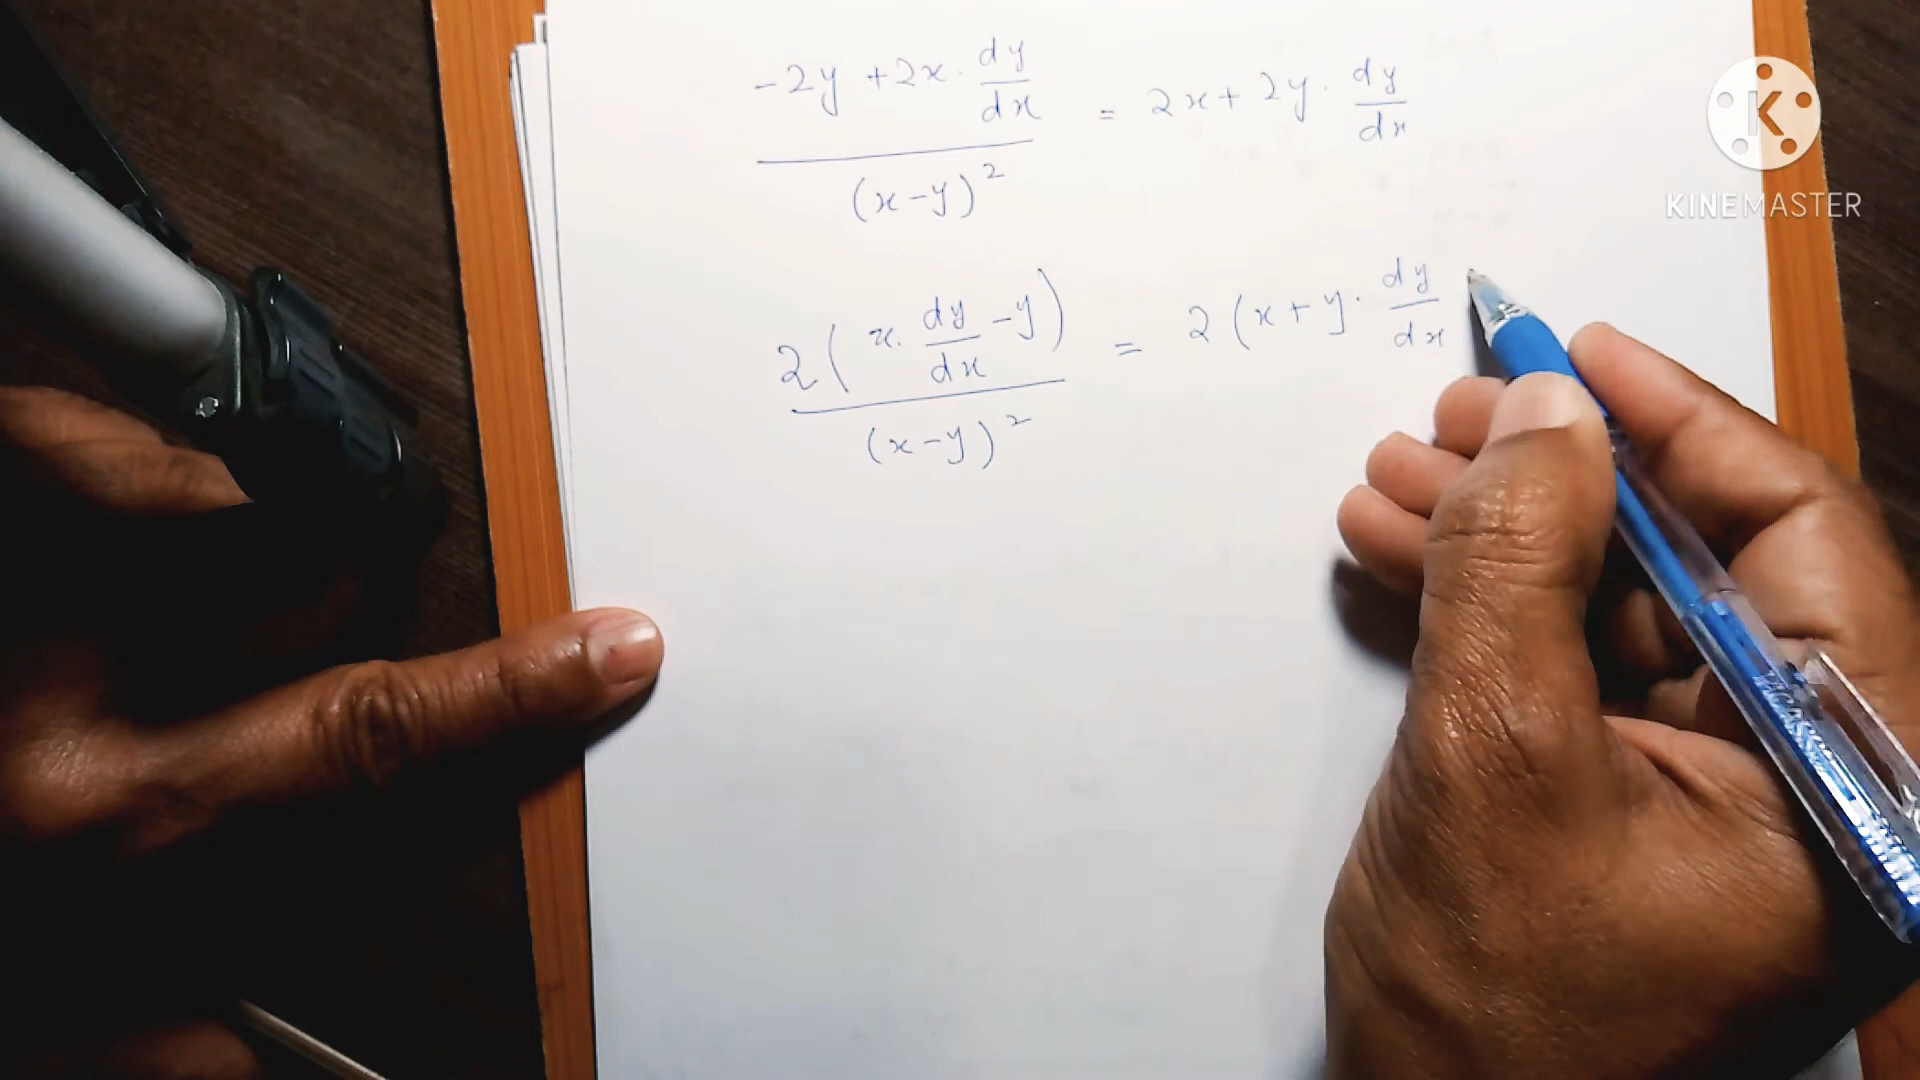 -2y + 2x · dy/dx / (x-y)² = 2x + 2y · dy/dx
2( x · dy/dx - y) / (x-y)² = 2 (x + y · dy/dx
K
KINEMASTER